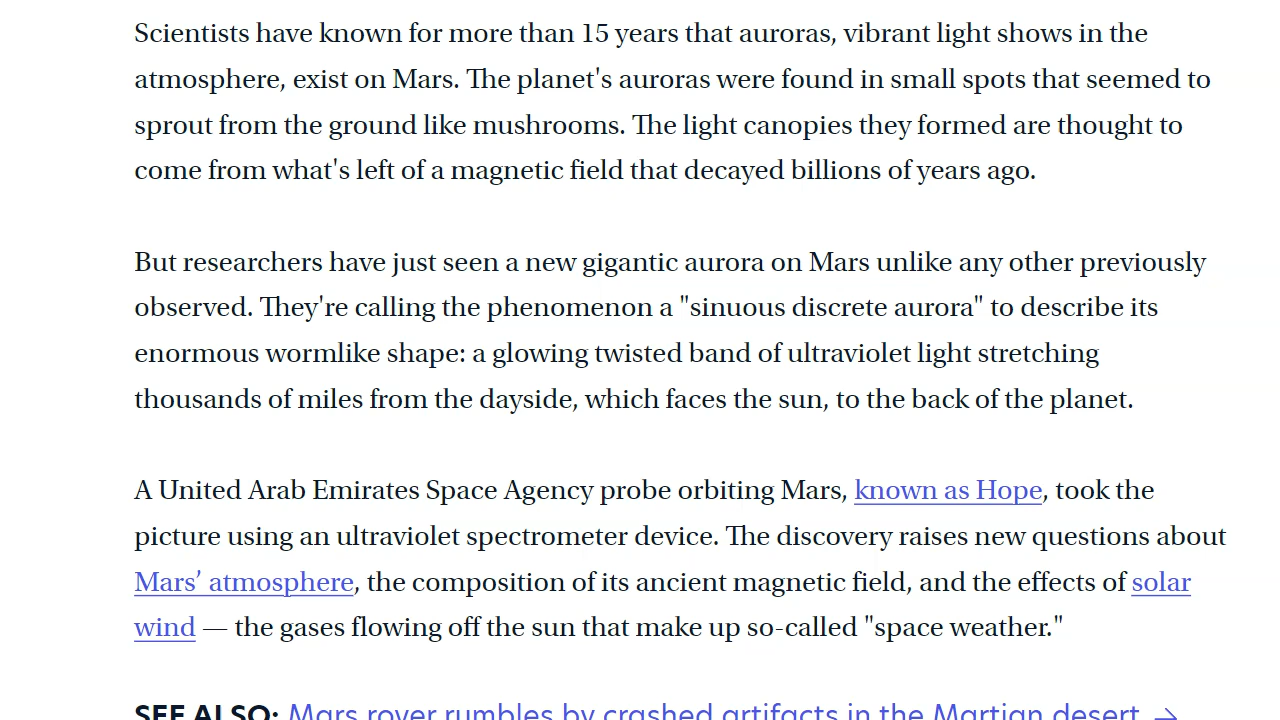 Scientists have known for more than 15 years that auroras, vibrant light shows in the
atmosphere, exist on Mars. The planet's auroras were found in small spots that seemed to
sprout from the ground like mushrooms. The light canopies they formed are thought to
come from what's left of a magnetic field that decayed billions of years ago.
But researchers have just seen a new gigantic aurora on Mars unlike any other previously
observed. They're calling the phenomenon a "sinuous discrete aurora" to describe its
enormous wormlike shape: a glowing twisted band of ultraviolet light stretching
thousands of miles from the dayside, which faces the sun, to the back of the planet.
A United Arab Emirates Space Agency probe orbiting Mars, known as Hope, took the
picture using an ultraviolet spectrometer device. The discovery raises new questions about
Mars’ atmosphere, the composition of its ancient magnetic field, and the effects of solar
wind — the gases flowing off the sun that make up so-called "space weather."
SEE ALSO: Mars rover rumbles by crashed artifacts in the Martian desert →